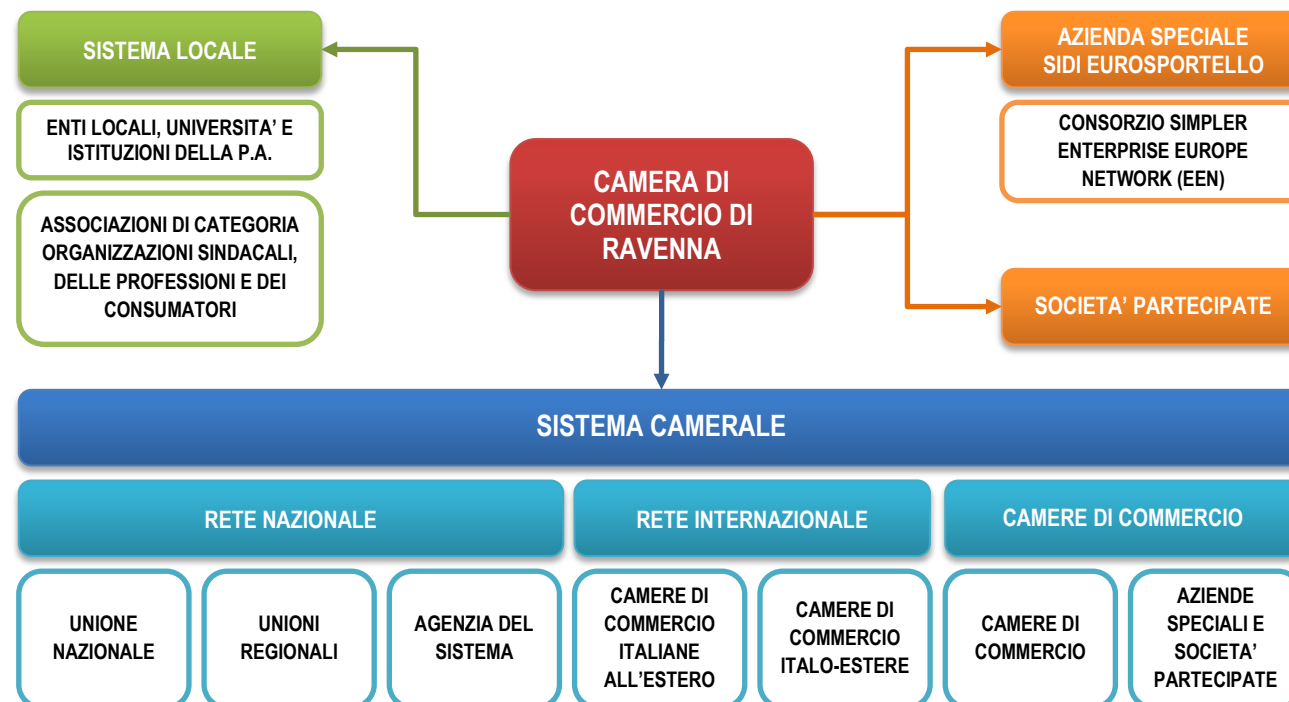 SISTEMA LOCALE
ENTI LOCALI, UNIVERSITA’ E
ISTITUZIONI DELLA P.A.
ASSOCIAZIONI DI CATEGORIA
ORGANIZZAZIONI SINDACALI,
DELLE PROFESSIONI E DEI
CONSUMATORI
CAMERA DI
COMMERCIO DI
RAVENNA
AZIENDA SPECIALE
SIDI EUROSPORTELLO
CONSORZIO SIMPLER
ENTERPRISE EUROPE
NETWORK (EEN)
SOCIETA’ PARTECIPATE
SISTEMA CAMERALE
RETE NAZIONALE
RETE INTERNAZIONALE
CAMERE DI COMMERCIO
UNIONE
NAZIONALE
UNIONI
REGIONALI
AGENZIA DEL
SISTEMA
CAMERE DI
COMMERCIO
ITALIANE
ALL’ESTERO
CAMERE DI
COMMERCIO
ITALO-ESTERE
CAMERE DI
COMMERCIO
AZIENDE
SPECIALI E
SOCIETA’
PARTECIPATE